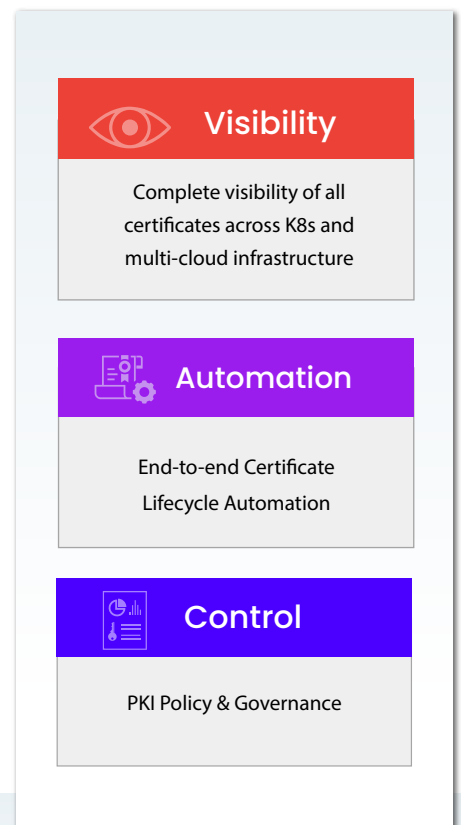 Visibility
Complete visibility of all
certificates across K8s and
multi-cloud infrastructure
Automation
End-to-end Certificate
Lifecycle Automation
Control
PKI Policy & Governance